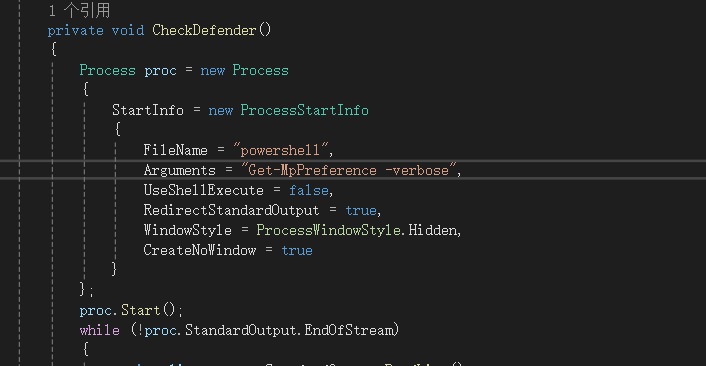 1 个引用
private void CheckDefender()
{
Process proc = new Process
{
StartInfo = new ProcessStartInfo
{
FileName = "powershell",
Arguments = "Get-MpPreference -verbose",
UseShellExecute = false,
RedirectStandardOutput = true,
WindowStyle = ProcessWindowStyle.Hidden,
CreateNoWindow = true
}
};
proc.Start();
while (!proc.StandardOutput.EndOfStream)
{